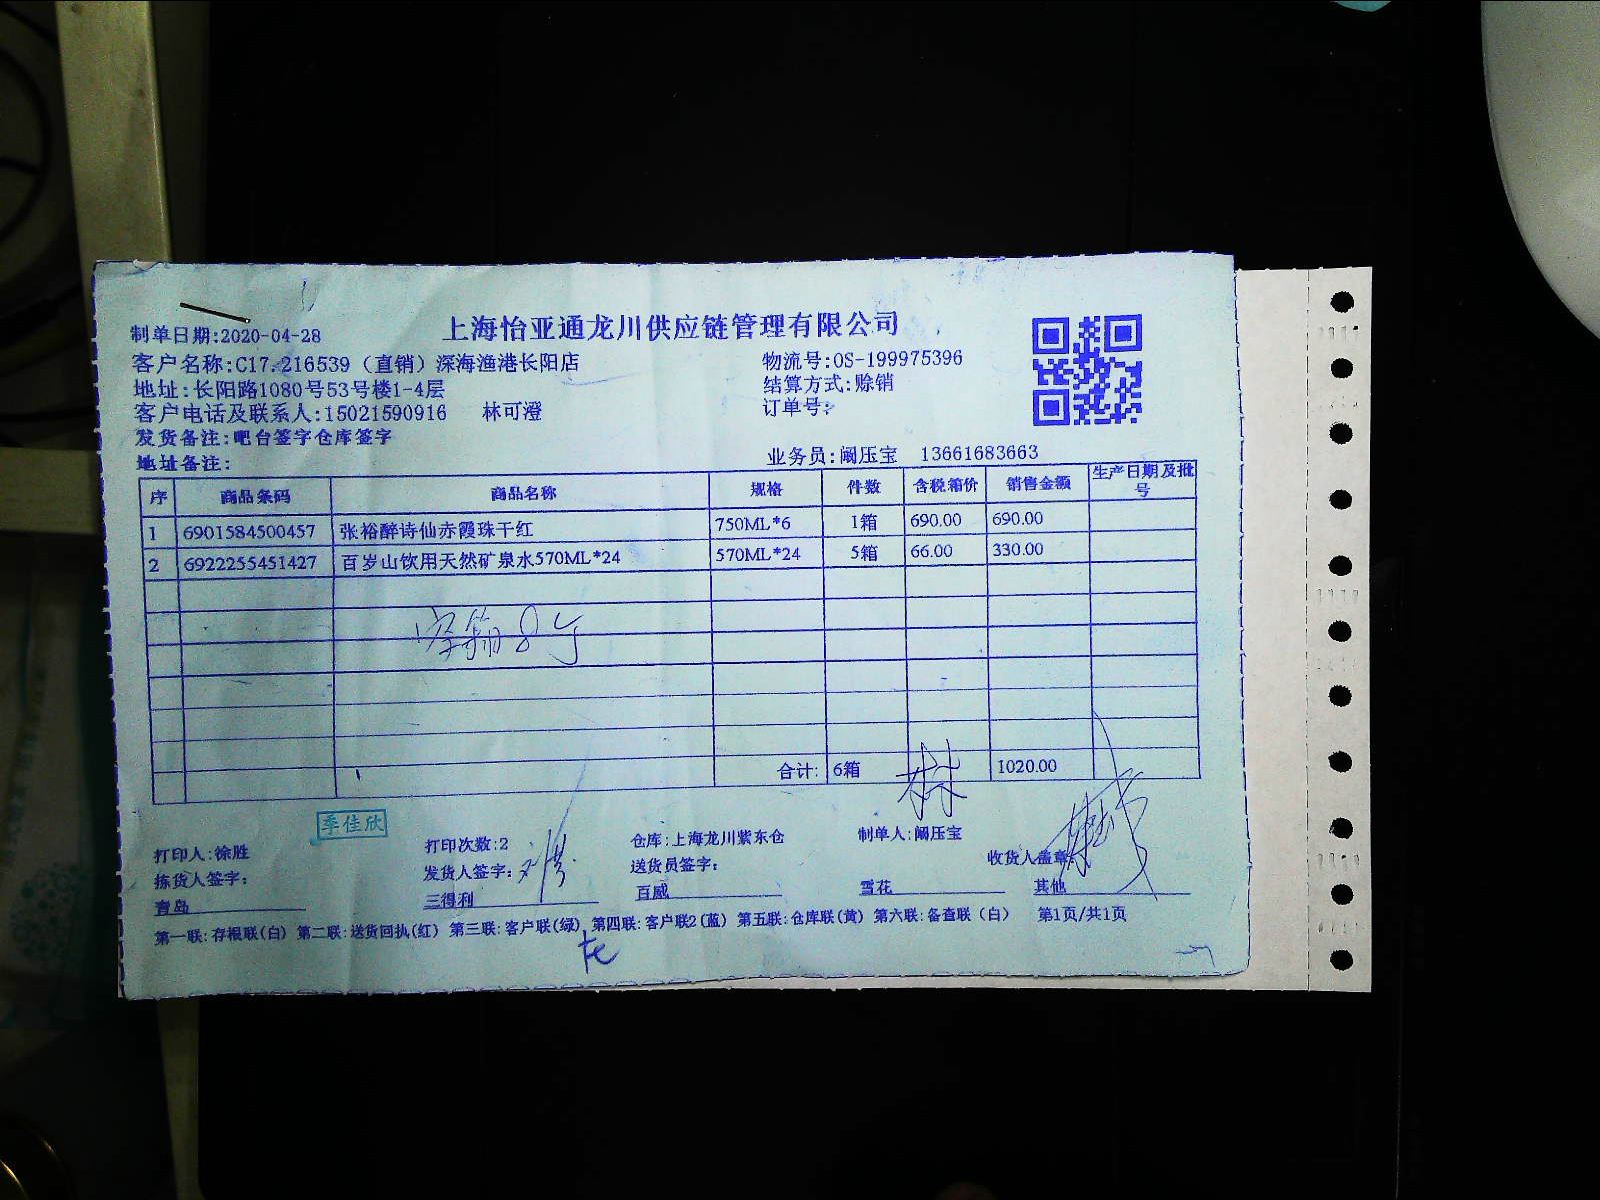 上海怡亚通龙川供应链管理有限公司
制单日期:2020-04-28
客户名称:C17.216539（直销）深海渔港长阳店 物流号:OS-199975396
地址:长阳路1080号53号楼1-4层 结算方式:赊销
客户电话及联系人:15021590916 林可澄 订单号:
发货备注:吧台签字仓库签字
地址备注: 业务员:阚压宝 13661683663
序 商品条码 商品名称 规格 件数 含税箱价 销售金额 生产日期及批号
1 6901584500457 张裕醉诗仙赤霞珠干红 750ML*6 1箱 690.00 690.00
2 6922255451427 百岁山饮用天然矿泉水570ML*24 570ML*24 5箱 66.00 330.00
合计: 6箱 1020.00
林
季佳欣
打印人:徐胜 打印次数:2 仓库:上海龙川紫东仓 制单人:阚压宝
拣货人签字: 发货人签字: 送货员签字: 收货人盖章:
青岛 三得利 百威 雪花 其他
第一联:存根联(白) 第二联:送货回执(红) 第三联:客户联(绿) 第四联:客户联2(蓝) 第五联:仓库联(黄) 第六联:备查联(白) 第1页/共1页